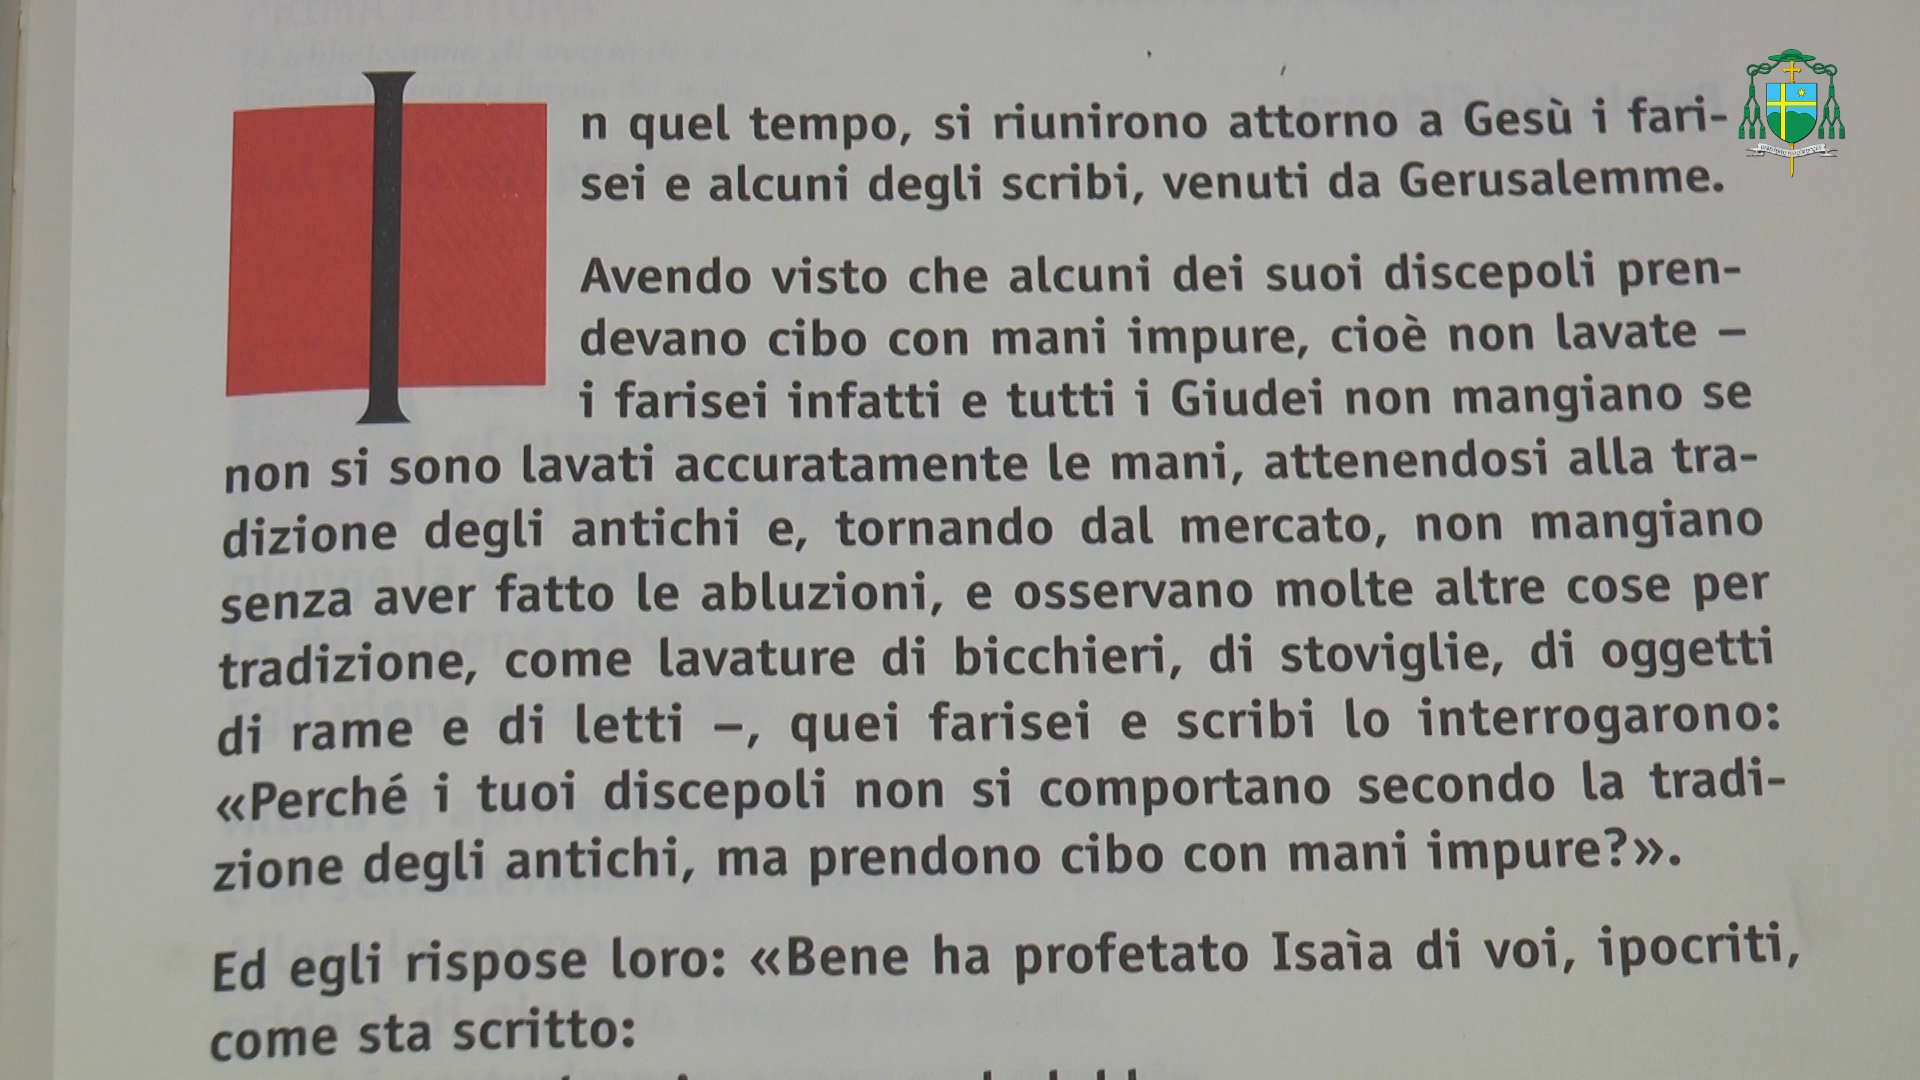 In quel tempo, si riunirono attorno a Gesù i fari-
sei e alcuni degli scribi, venuti da Gerusalemme.
Avendo visto che alcuni dei suoi discepoli pren-
devano cibo con mani impure, cioè non lavate –
i farisei infatti e tutti i Giudei non mangiano se
non si sono lavati accuratamente le mani, attenendosi alla tra-
dizione degli antichi e, tornando dal mercato, non mangiano
senza aver fatto le abluzioni, e osservano molte altre cose per
tradizione, come lavature di bicchieri, di stoviglie, di oggetti
di rame e di letti –, quei farisei e scribi lo interrogarono:
«Perché i tuoi discepoli non si comportano secondo la tradi-
zione degli antichi, ma prendono cibo con mani impure?».
Ed egli rispose loro: «Bene ha profetato Isaìa di voi, ipocriti,
come sta scritto: